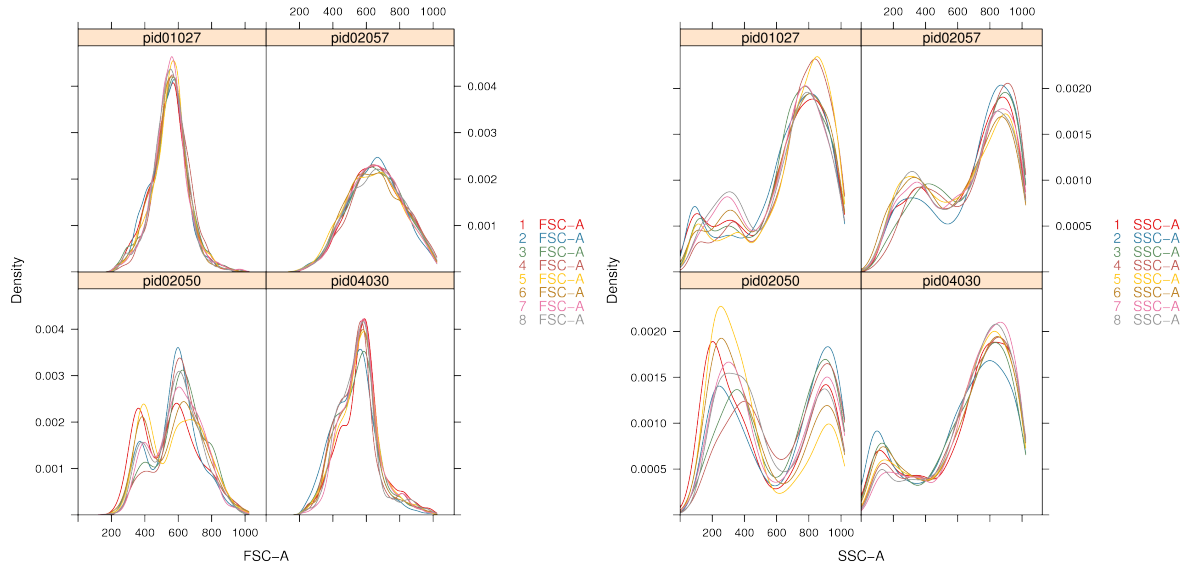 200 400 600 800 1000
pid01027 pid02057
0.004
0.003
0.002
0.001
pid02050 pid04030
0.004
0.003
0.002
0.001
Density
200 400 600 800 1000
FSC-A
1 FSC-A
2 FSC-A
3 FSC-A
4 FSC-A
5 FSC-A
6 FSC-A
7 FSC-A
8 FSC-A
200 400 600 800 1000
pid01027 pid02057
0.0020
0.0015
0.0010
0.0005
pid02050 pid04030
0.0020
0.0015
0.0010
0.0005
Density
200 400 600 800 1000
SSC-A
1 SSC-A
2 SSC-A
3 SSC-A
4 SSC-A
5 SSC-A
6 SSC-A
7 SSC-A
8 SSC-A